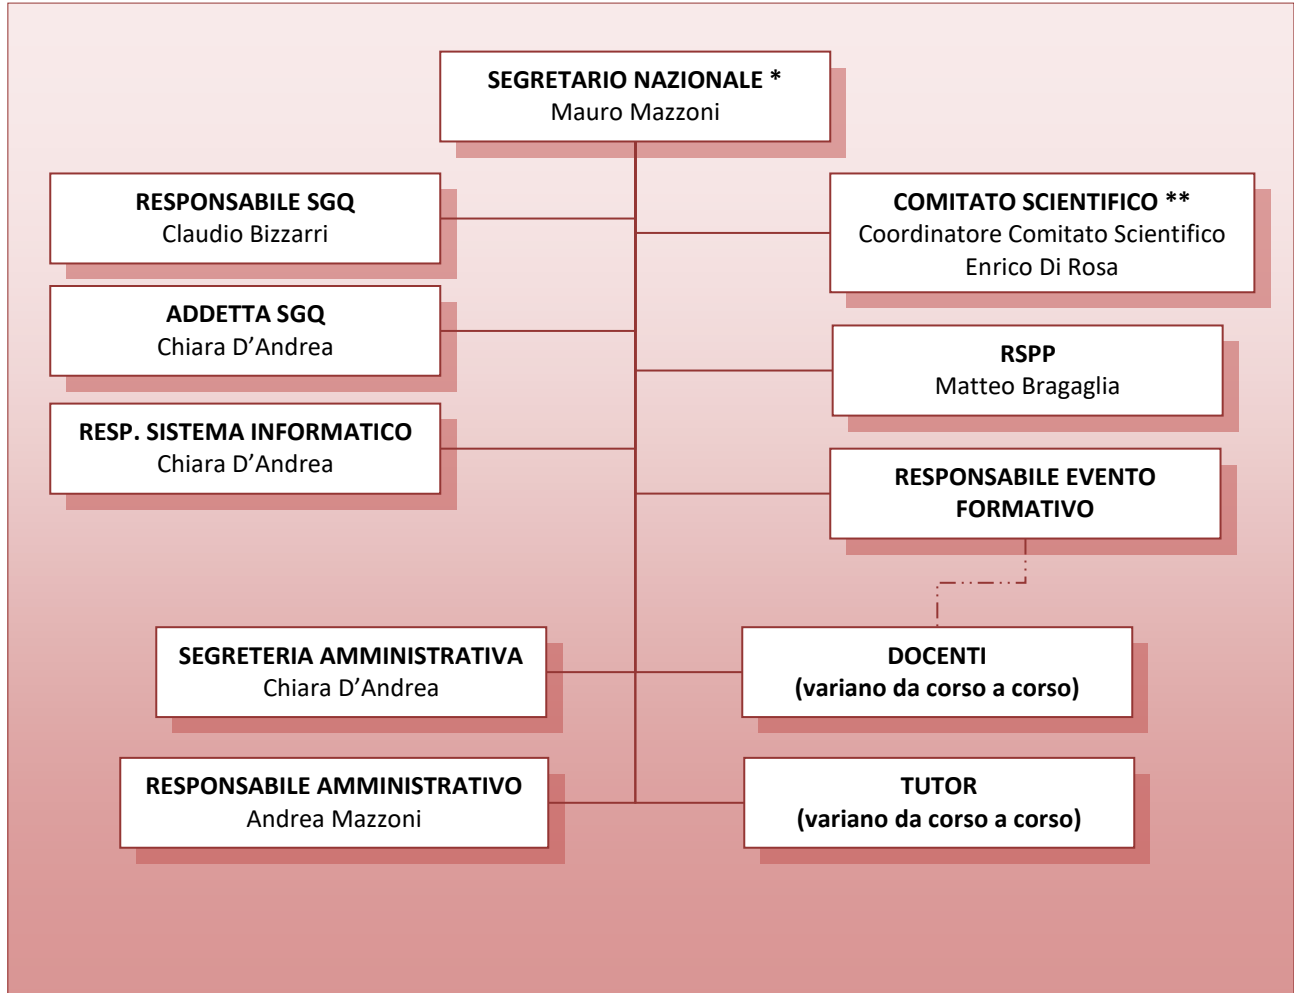 SEGRETARIO NAZIONALE *
Mauro Mazzoni
RESPONSABILE SGQ
Claudio Bizzarri
COMITATO SCIENTIFICO **
Coordinatore Comitato Scientifico
Enrico Di Rosa
ADDETTA SGQ
Chiara D’Andrea
RSPP
Matteo Bragaglia
RESP. SISTEMA INFORMATICO
Chiara D’Andrea
RESPONSABILE EVENTO
FORMATIVO
SEGRETERIA AMMINISTRATIVA
Chiara D’Andrea
DOCENTI
(variano da corso a corso)
RESPONSABILE AMMINISTRATIVO
Andrea Mazzoni
TUTOR
(variano da corso a corso)